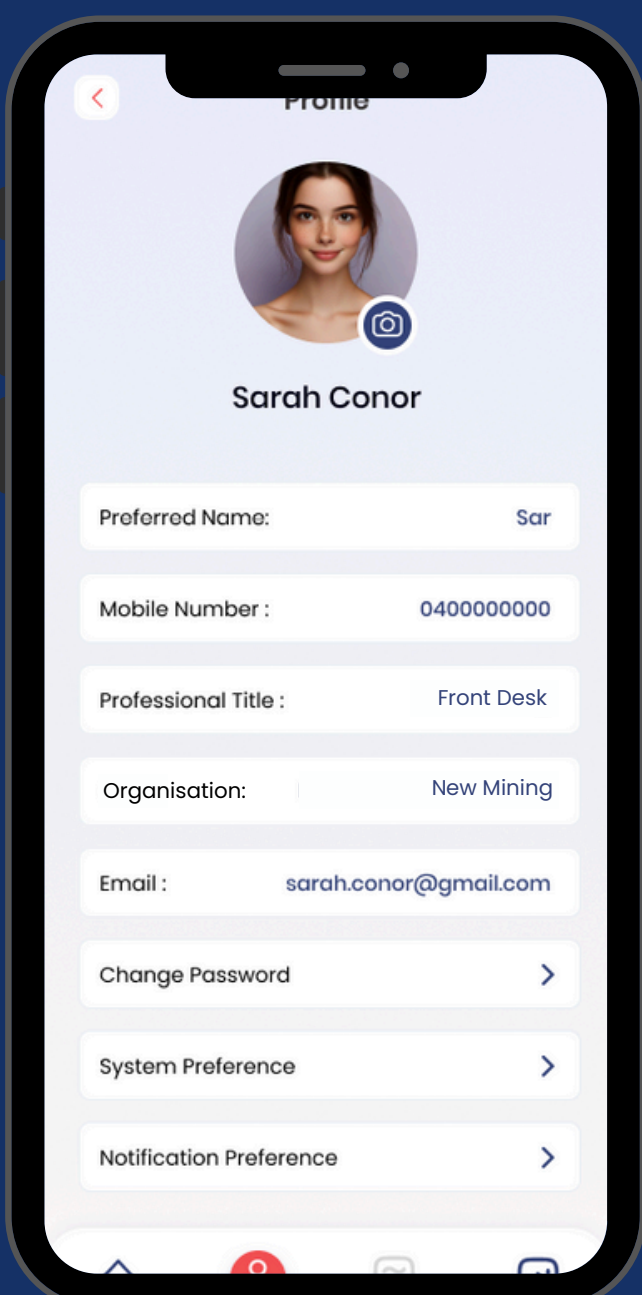 Profile
Sarah Conor
Preferred Name: Sar
Mobile Number : 0400000000
Professional Title : Front Desk
Organisation: New Mining
Email : sarah.conor@gmail.com
Change Password
System Preference
Notification Preference